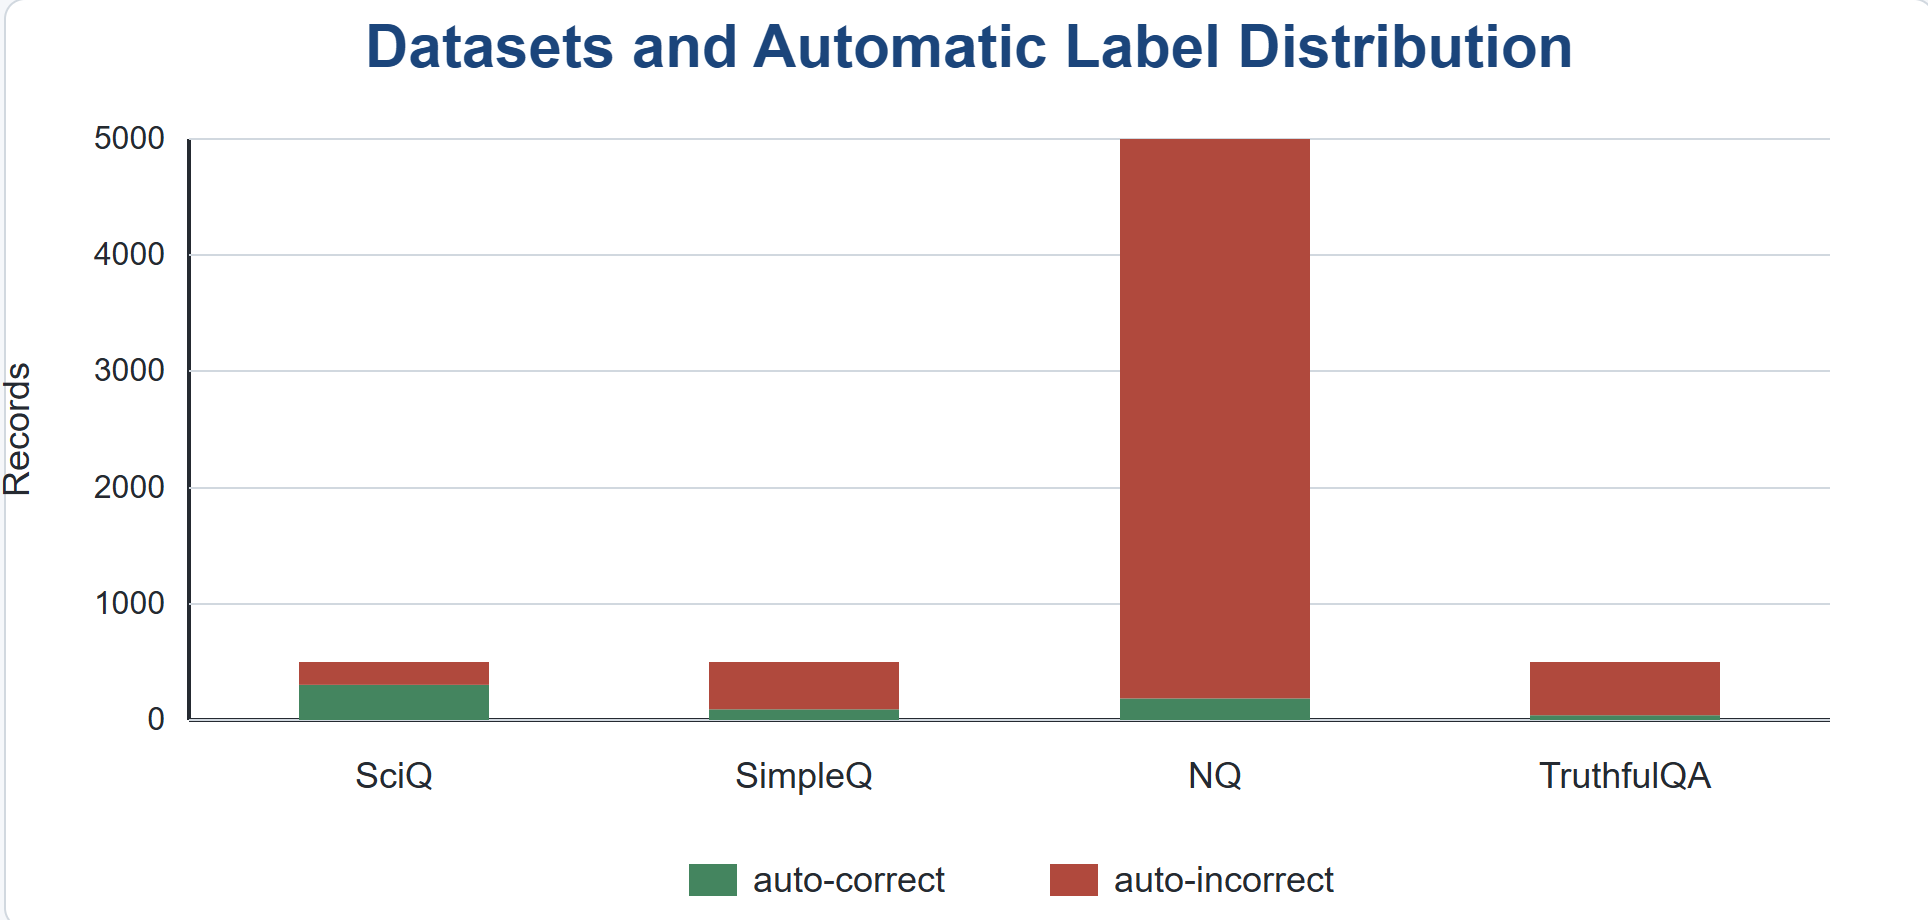 Datasets and Automatic Label Distribution
5000
4000
3000
2000
1000
0
Records
SciQ
SimpleQ
NQ
TruthfulQA
auto-correct
auto-incorrect